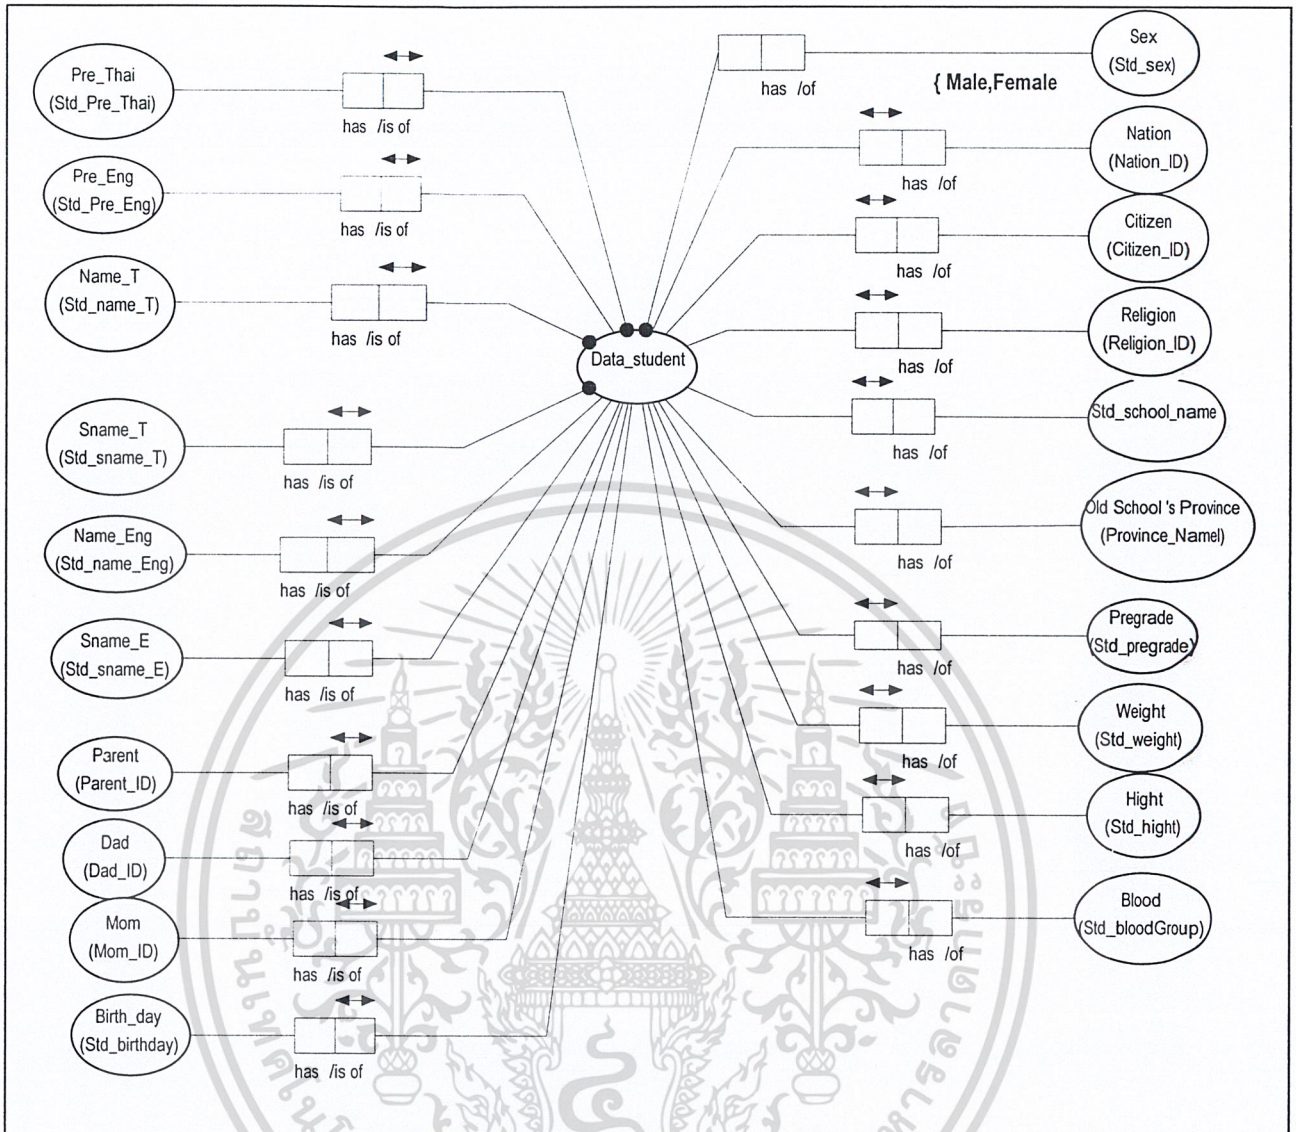 Pre_Thai
(Std_Pre_Thai)
has /is of
Pre_Eng
(Std_Pre_Eng)
has /is of
Name_T
(Std_name_T)
has /is of
Sname_T
(Std_sname_T)
has /is of
Name_Eng
(Std_name_Eng)
has /is of
Sname_E
(Std_sname_E)
has /is of
Parent
(Parent_ID)
has /is of
Dad
(Dad_ID)
has /is of
Mom
(Mom_ID)
has /is of
Birth_day
(Std_birthday)
has /is of
Data_student
Sex
(Std_sex)
has /of
{ Male,Female
Nation
(Nation_ID)
has /of
Citizen
(Citizen_ID)
has /of
Religion
(Religion_ID)
has /of
Std_school_name
has /of
Old School 's Province
(Province_Namel)
has /of
Pregrade
(Std_pregrade)
has /of
Weight
(Std_weight)
has /of
Hight
(Std_hight)
has /of
Blood
(Std_bloodGroup)
has /of